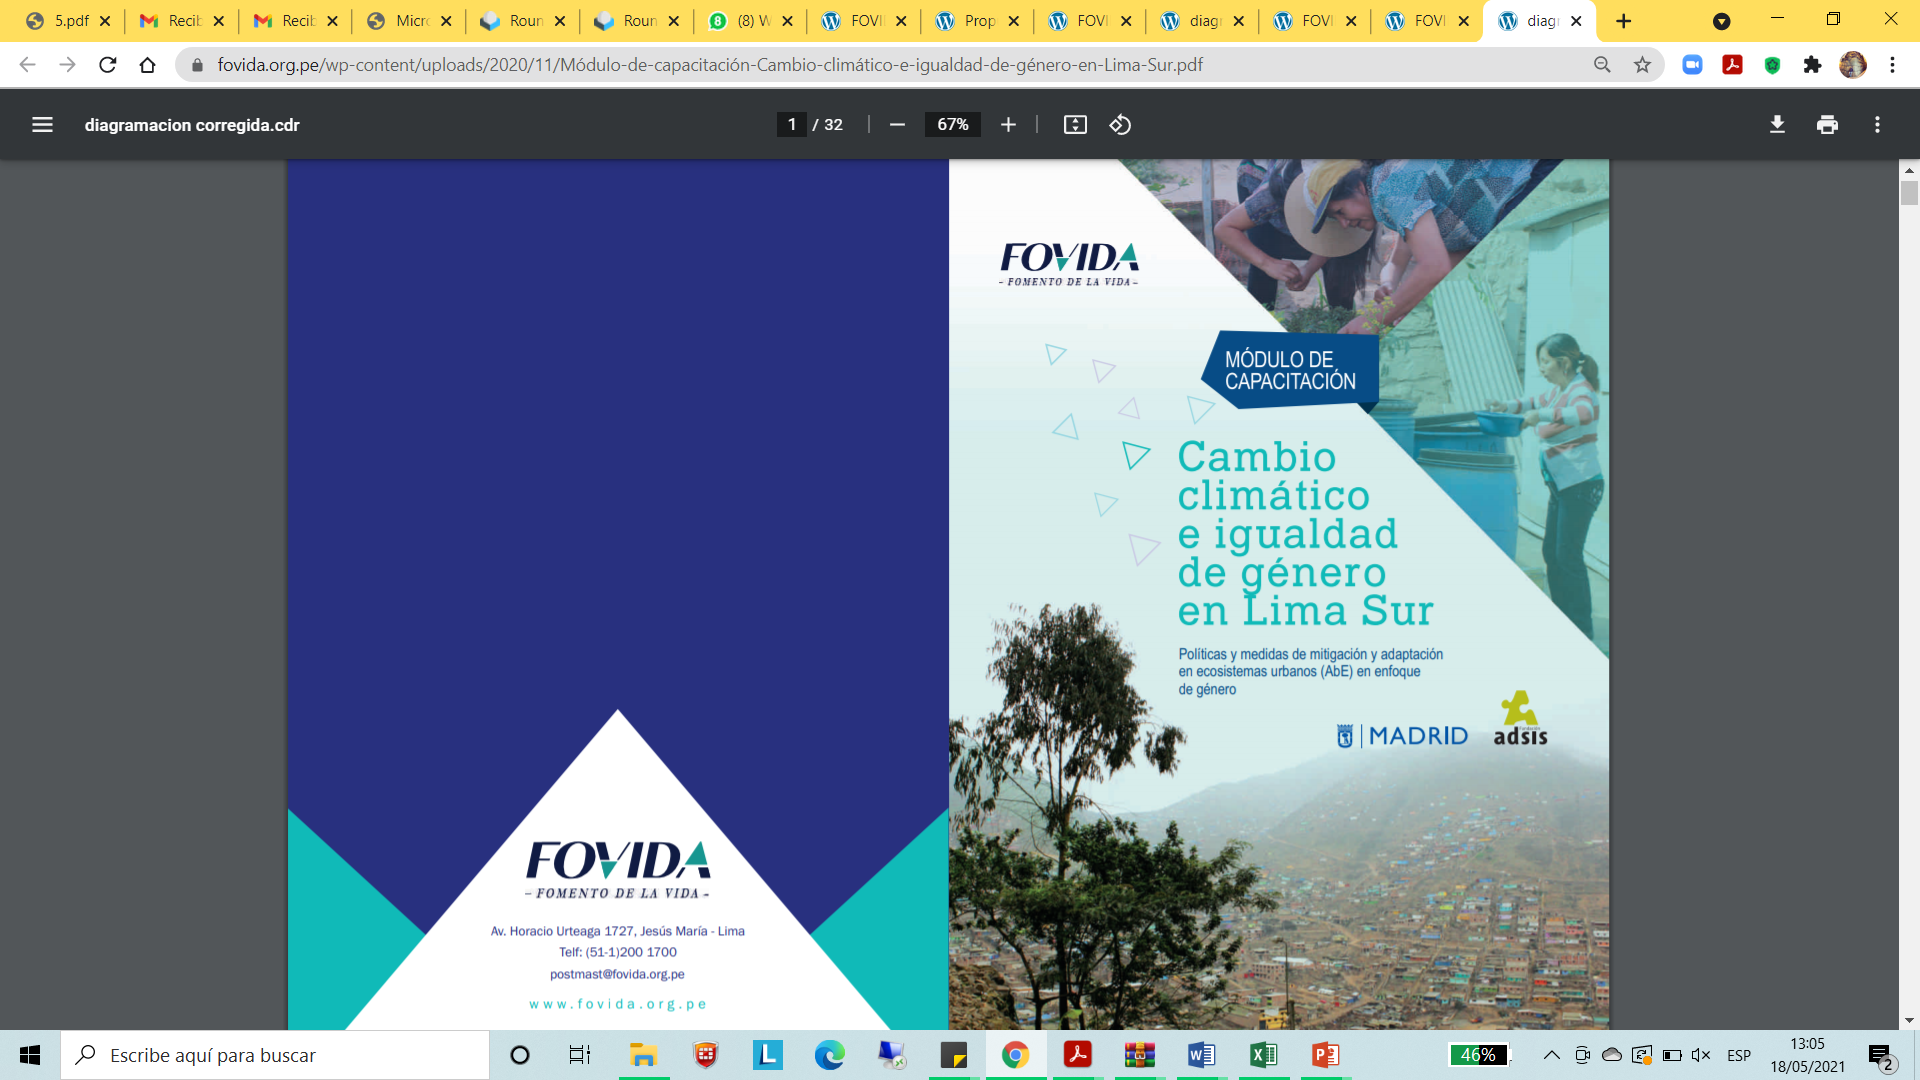 5.pdf
Recib
Recib
Micro
Roun
Roun
(8) W
FOVI
Prop
FOVI
diagr
FOVI
FOVI
diagr
fovida.org.pe/wp-content/uploads/2020/11/Módulo-de-capacitación-Cambio-climático-e-igualdad-de-género-en-Lima-Sur.pdf
diagramacion corregida.cdr
1 / 32
67%
FOVIDA
- FOMENTO DE LA VIDA -
Av. Horacio Urteaga 1727, Jesús María - Lima
Telf: (51-1)200 1700
postmast@fovida.org.pe
www.fovida.org.pe
FOVIDA
- FOMENTO DE LA VIDA -
MÓDULO DE
CAPACITACIÓN
Cambio
climático
e igualdad
de género
en Lima Sur
Políticas y medidas de mitigación y adaptación
en ecosistemas urbanos (AbE) en enfoque
de género
MADRID
adsis
Escribe aquí para buscar
46%
ESP
13:05
18/05/2021
2